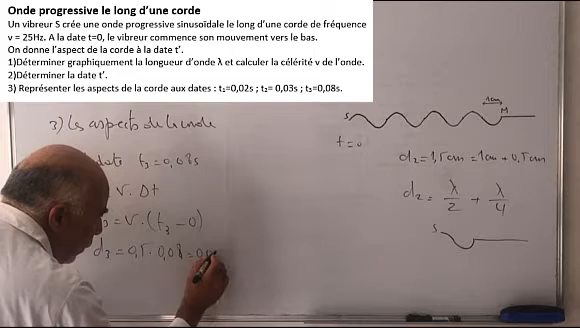 Onde progressive le long d’une corde
Un vibreur S crée une onde progressive sinusoïdale le long d’une corde de fréquence
ν = 25Hz. A la date t=0, le vibreur commence son mouvement vers le bas.
On donne l’aspect de la corde à la date t’.
1)Déterminer graphiquement la longueur d’onde λ et calculer la célérité v de l’onde.
2)Déterminer la date t’.
3) Représenter les aspects de la corde aux dates : t₁=0,02s ; t₂= 0,03s ; t₃=0,08s.
3) Les aspects de la corde
date t₃ = 0,08s
V. Δt
3 = V. (t₃ - 0)
d₃ = 0,5. 0,08 = 0,0
1cm
S
M
t = 0
d₂ = 1,5cm = 1cm + 0,5cm
d₂ = λ/2 + λ/4
S